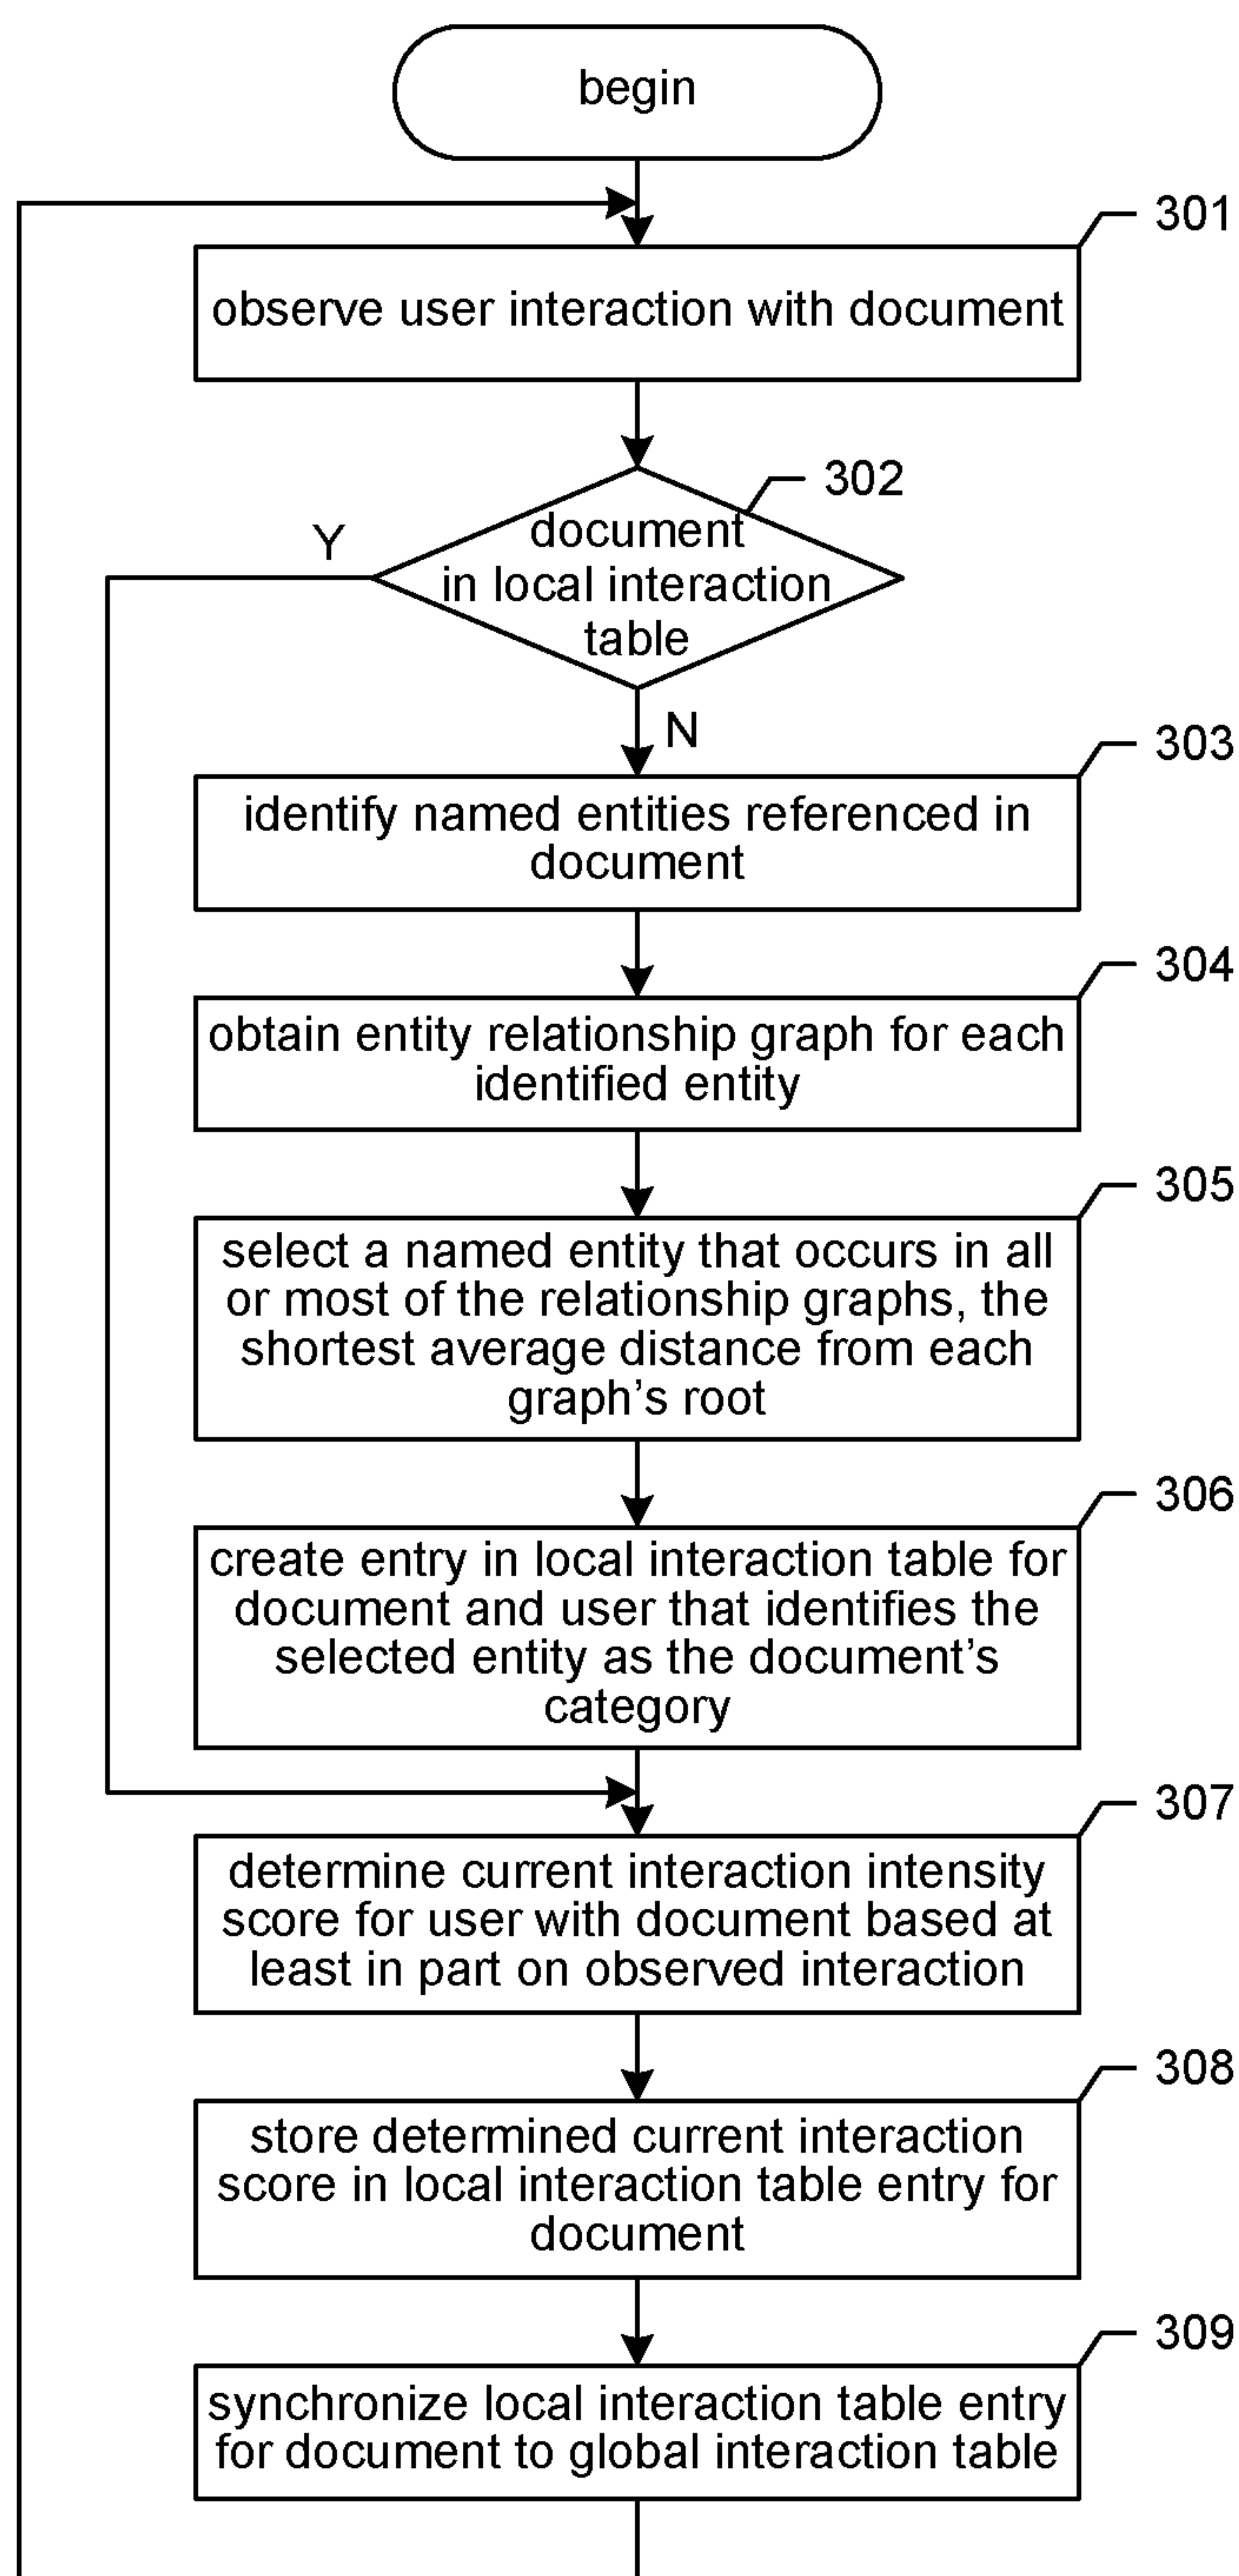 begin
301
observe user interaction with document
302
document
in local interaction
table
Y
N
303
identify named entities referenced in
document
304
obtain entity relationship graph for each
identified entity
305
select a named entity that occurs in all
or most of the relationship graphs, the
shortest average distance from each
graph’s root
306
create entry in local interaction table for
document and user that identifies the
selected entity as the document’s
category
307
determine current interaction intensity
score for user with document based at
least in part on observed interaction
308
store determined current interaction
score in local interaction table entry for
document
309
synchronize local interaction table entry
for document to global interaction table